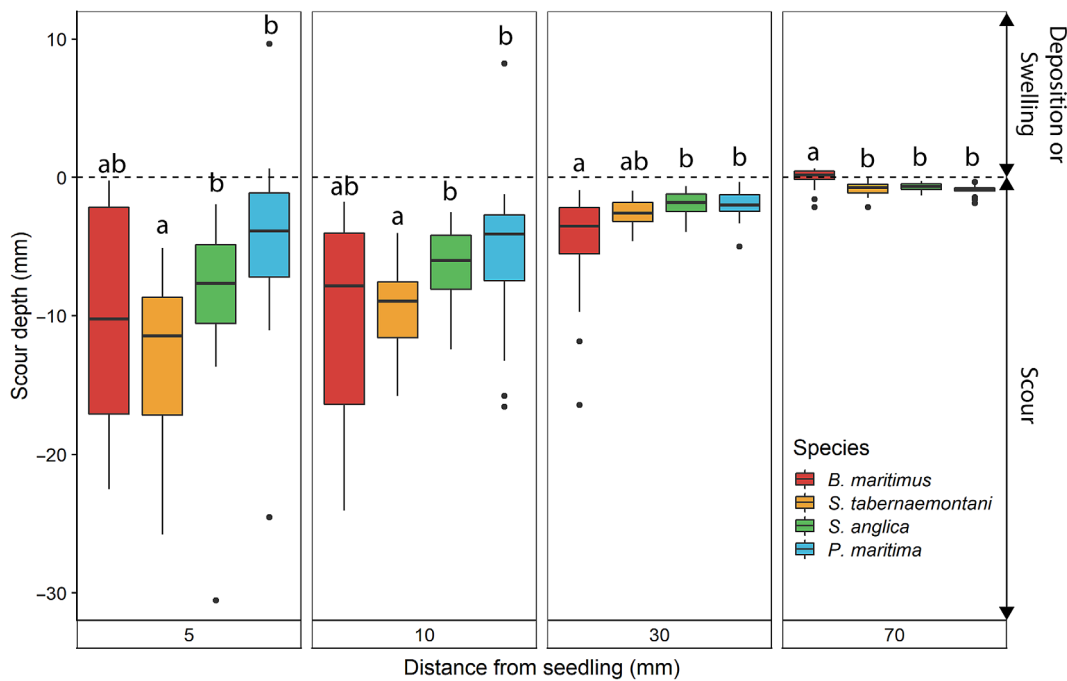 Scour depth (mm)
10
0
−10
−20
−30
ab
a
b
b
ab
a
b
b
a
ab
b
b
a
b
b
b
Species
B. maritimus
S. tabernaemontani
S. anglica
P. maritima
5
10
30
70
Distance from seedling (mm)
Deposition or
Swelling
Scour